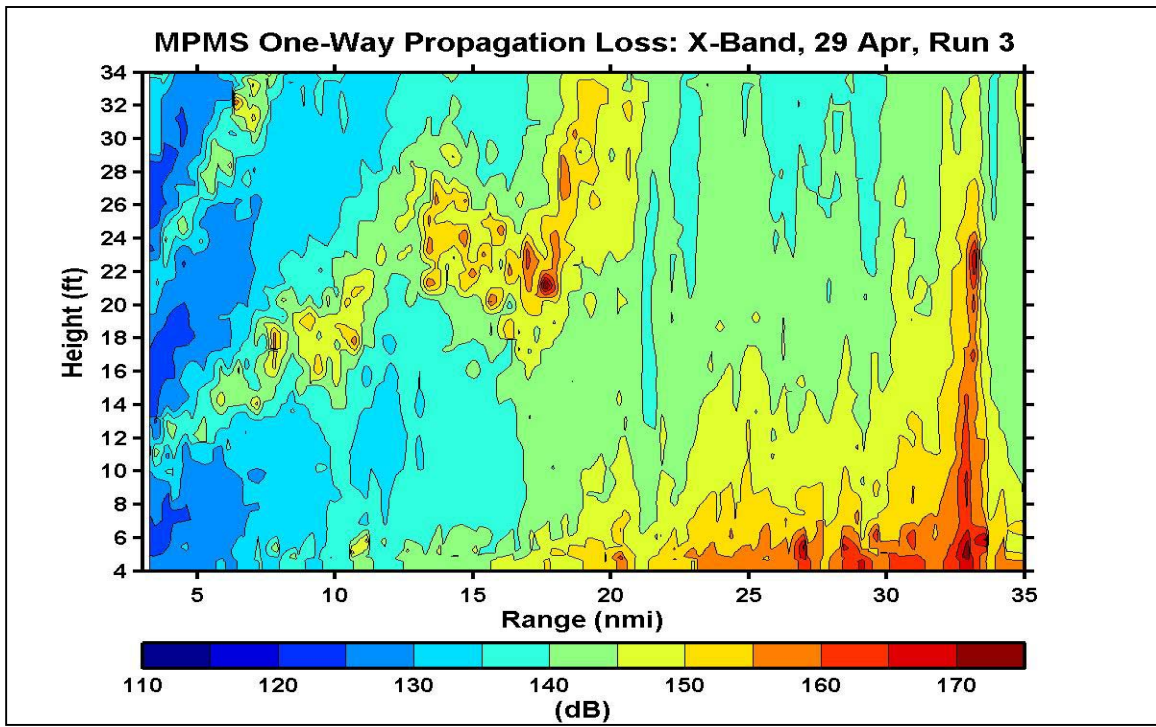 MPMS One-Way Propagation Loss: X-Band, 29 Apr, Run 3
34
32
30
28
26
24
22
20
18
16
14
12
10
8
6
4
Height (ft)
5 10 15 20 25 30 35
Range (nmi)
110 120 130 140 150 160 170
(dB)